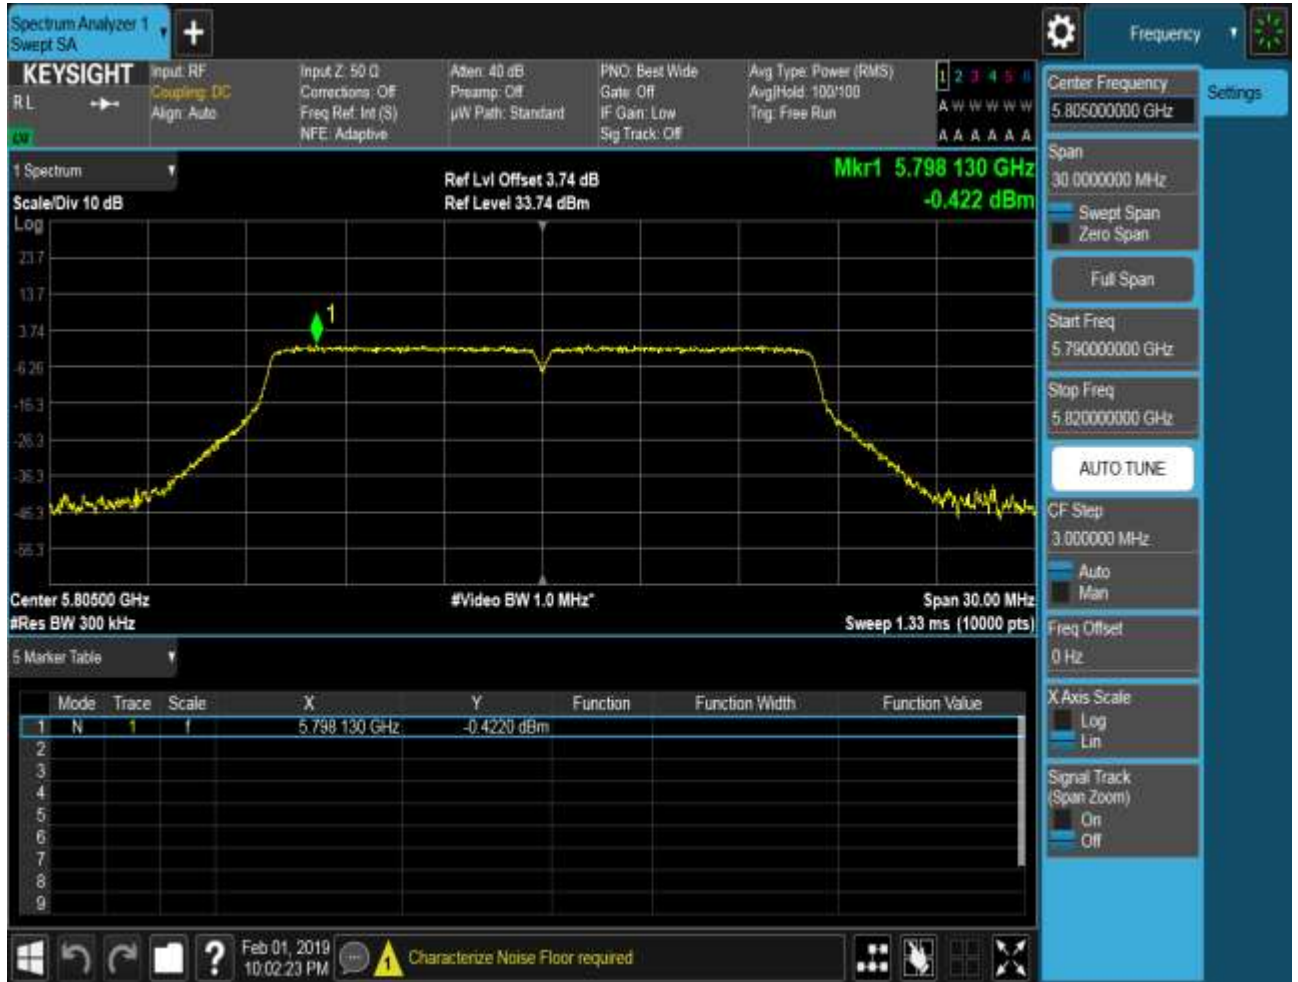 Spectrum Analyzer 1
Swept SA
+
Frequency
KEYSIGHT
R L
Input: RF
Coupling: DC
Align: Auto
Input Z: 50 Ω
Corrections: Off
Freq Ref: Int (S)
NFE: Adaptive
Atten: 40 dB
Preamp: Off
µW Path: Standard
PNO: Best Wide
Gate: Off
IF Gain: Low
Sig Track: Off
Avg Type: Power (RMS)
Avg|Hold: 100/100
Trig: Free Run
1 2 3 4 5 6
A W W W W W
A A A A A A
1 Spectrum
Scale/Div 10 dB
Log
Ref Lvl Offset 3.74 dB
Ref Level 33.74 dBm
Mkr1 5.798 130 GHz
-0.422 dBm
23.7
13.7
3.74
-6.26
-16.3
-26.3
-36.3
-46.3
-56.3
1
Center 5.80500 GHz
#Res BW 300 kHz
#Video BW 1.0 MHz*
Span 30.00 MHz
Sweep 1.33 ms (10000 pts)
5 Marker Table
Mode Trace Scale X Y Function Function Width Function Value
1 N 1 f 5.798 130 GHz -0.4220 dBm
2
3
4
5
6
7
8
9
Feb 01, 2019
10:02:23 PM
?
1
Characterize Noise Floor required
Settings
Center Frequency
5.805000000 GHz
Span
30.0000000 MHz
Swept Span
Zero Span
Full Span
Start Freq
5.790000000 GHz
Stop Freq
5.820000000 GHz
AUTO TUNE
CF Step
3.000000 MHz
Auto
Man
Freq Offset
0 Hz
X Axis Scale
Log
Lin
Signal Track
(Span Zoom)
On
Off